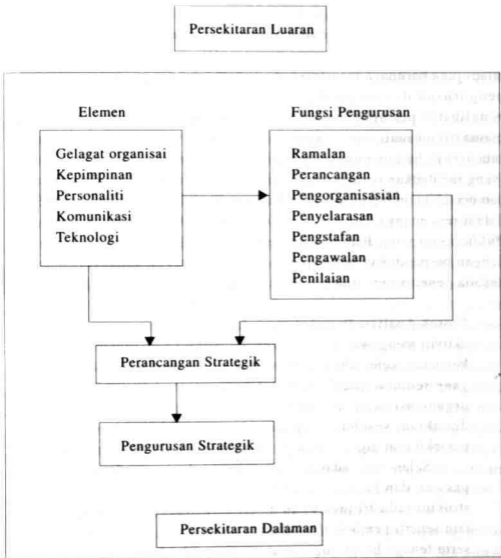 Persekitaran Luaran
Elemen
Fungsi Pengurusan
Gelagat organisai
Kepimpinan
Personaliti
Komunikasi
Teknologi
Ramalan
Perancangan
Pengorganisasian
Penyelarasan
Pengstafan
Pengawalan
Penilaian
Perancangan Strategik
Pengurusan Strategik
Persekitaran Dalaman